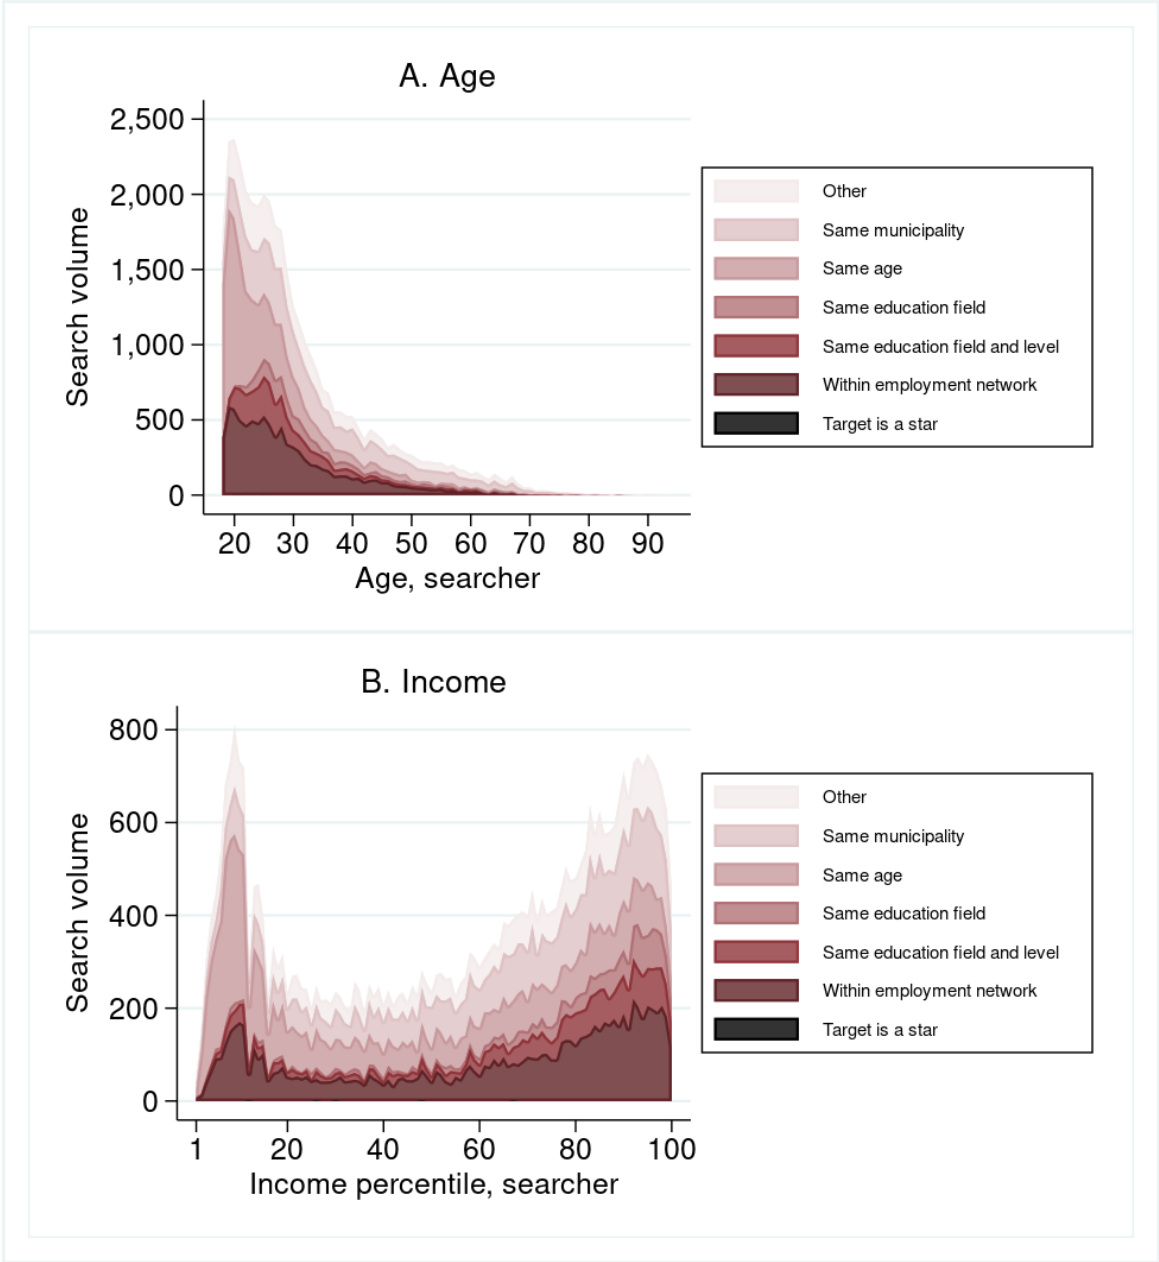 A. Age
2,500
2,000
1,500
1,000
500
0
Search volume
20 30 40 50 60 70 80 90
Age, searcher
Other
Same municipality
Same age
Same education field
Same education field and level
Within employment network
Target is a star
B. Income
800
600
400
200
0
Search volume
1 20 40 60 80 100
Income percentile, searcher
Other
Same municipality
Same age
Same education field
Same education field and level
Within employment network
Target is a star